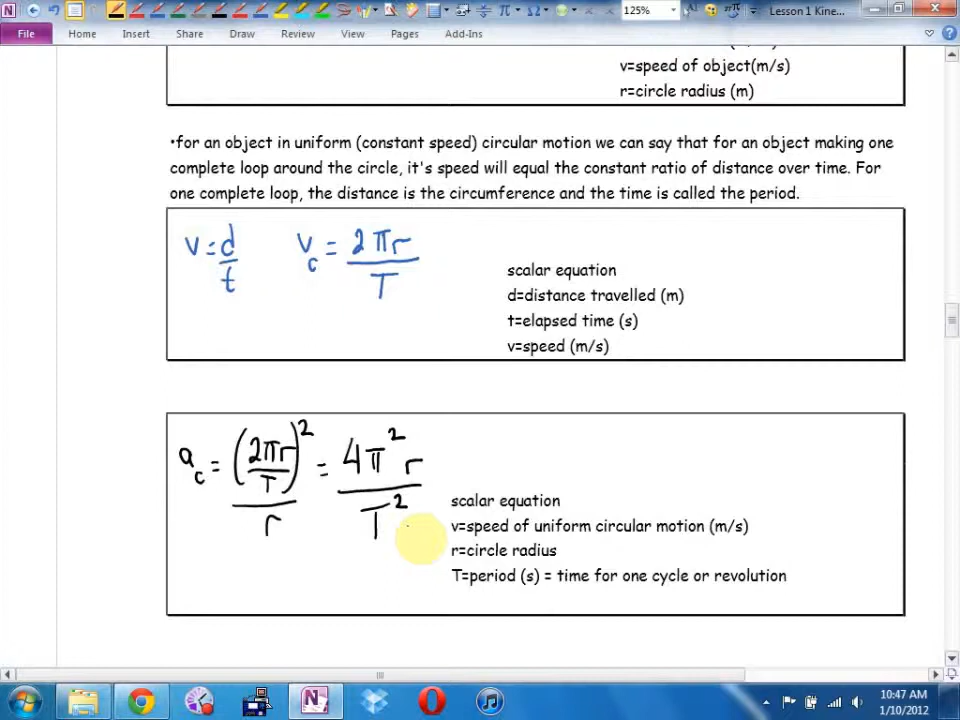 125%
Lesson 1 Kine...
File Home Insert Share Draw Review View Pages Add-Ins
v=speed of object(m/s)
r=circle radius (m)
•for an object in uniform (constant speed) circular motion we can say that for an object making one
complete loop around the circle, it's speed will equal the constant ratio of distance over time. For
one complete loop, the distance is the circumference and the time is called the period.
v = d/t    v_c = 2πr/T
scalar equation
d=distance travelled (m)
t=elapsed time (s)
v=speed (m/s)
a_c = (2πr/T)²/r = 4π²r/T²
scalar equation
v=speed of uniform circular motion (m/s)
r=circle radius
T=period (s) = time for one cycle or revolution
10:47 AM
1/10/2012